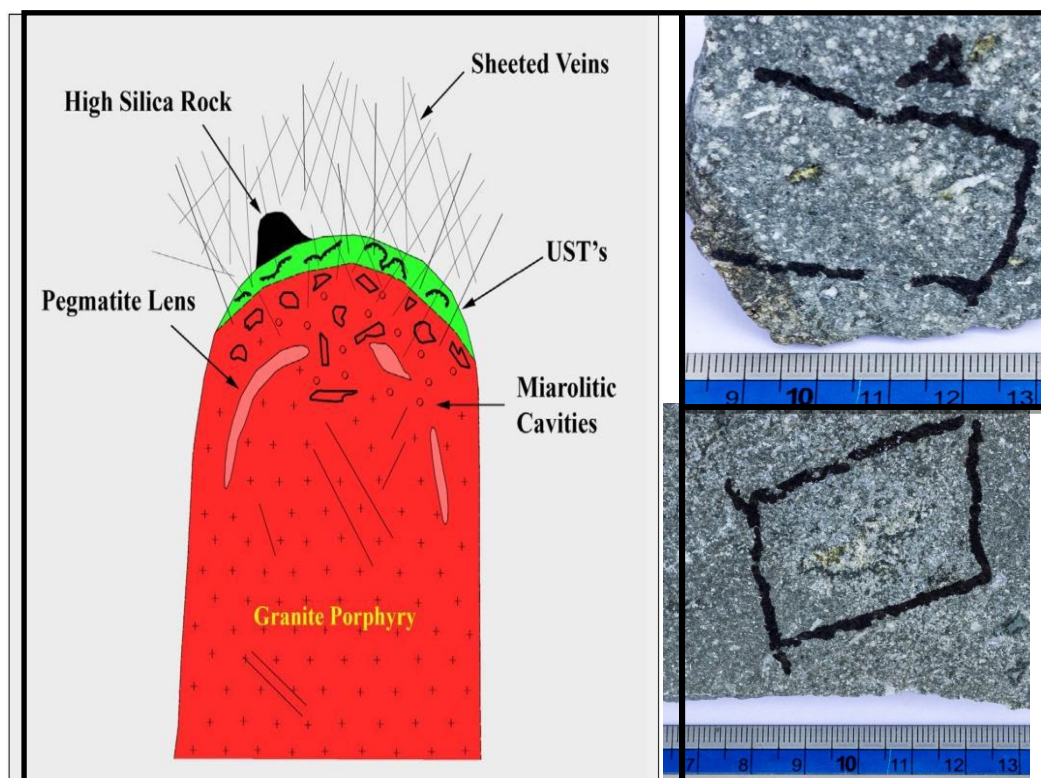 Sheeted Veins
High Silica Rock
UST's
Pegmatite Lens
Miarolitic
Cavities
Granite Porphyry
A
9 10 11 12 13
7 8 9 10 11 12 13